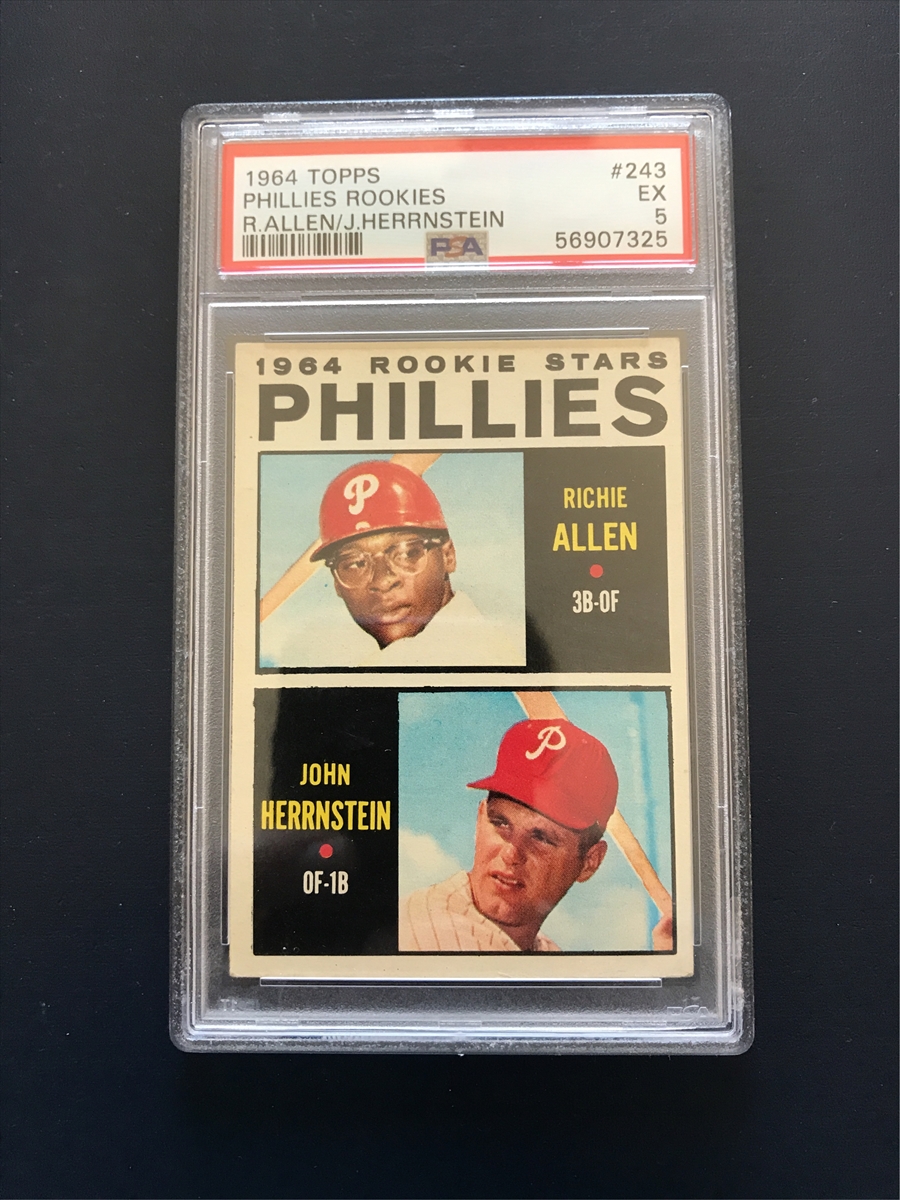 1964 TOPPS #243
PHILLIES ROOKIES EX
R.ALLEN/J.HERRNSTEIN 5
PSA 56907325
1964 ROOKIE STARS
PHILLIES
P
RICHIE
ALLEN
3B-OF
P
JOHN
HERRNSTEIN
OF-1B